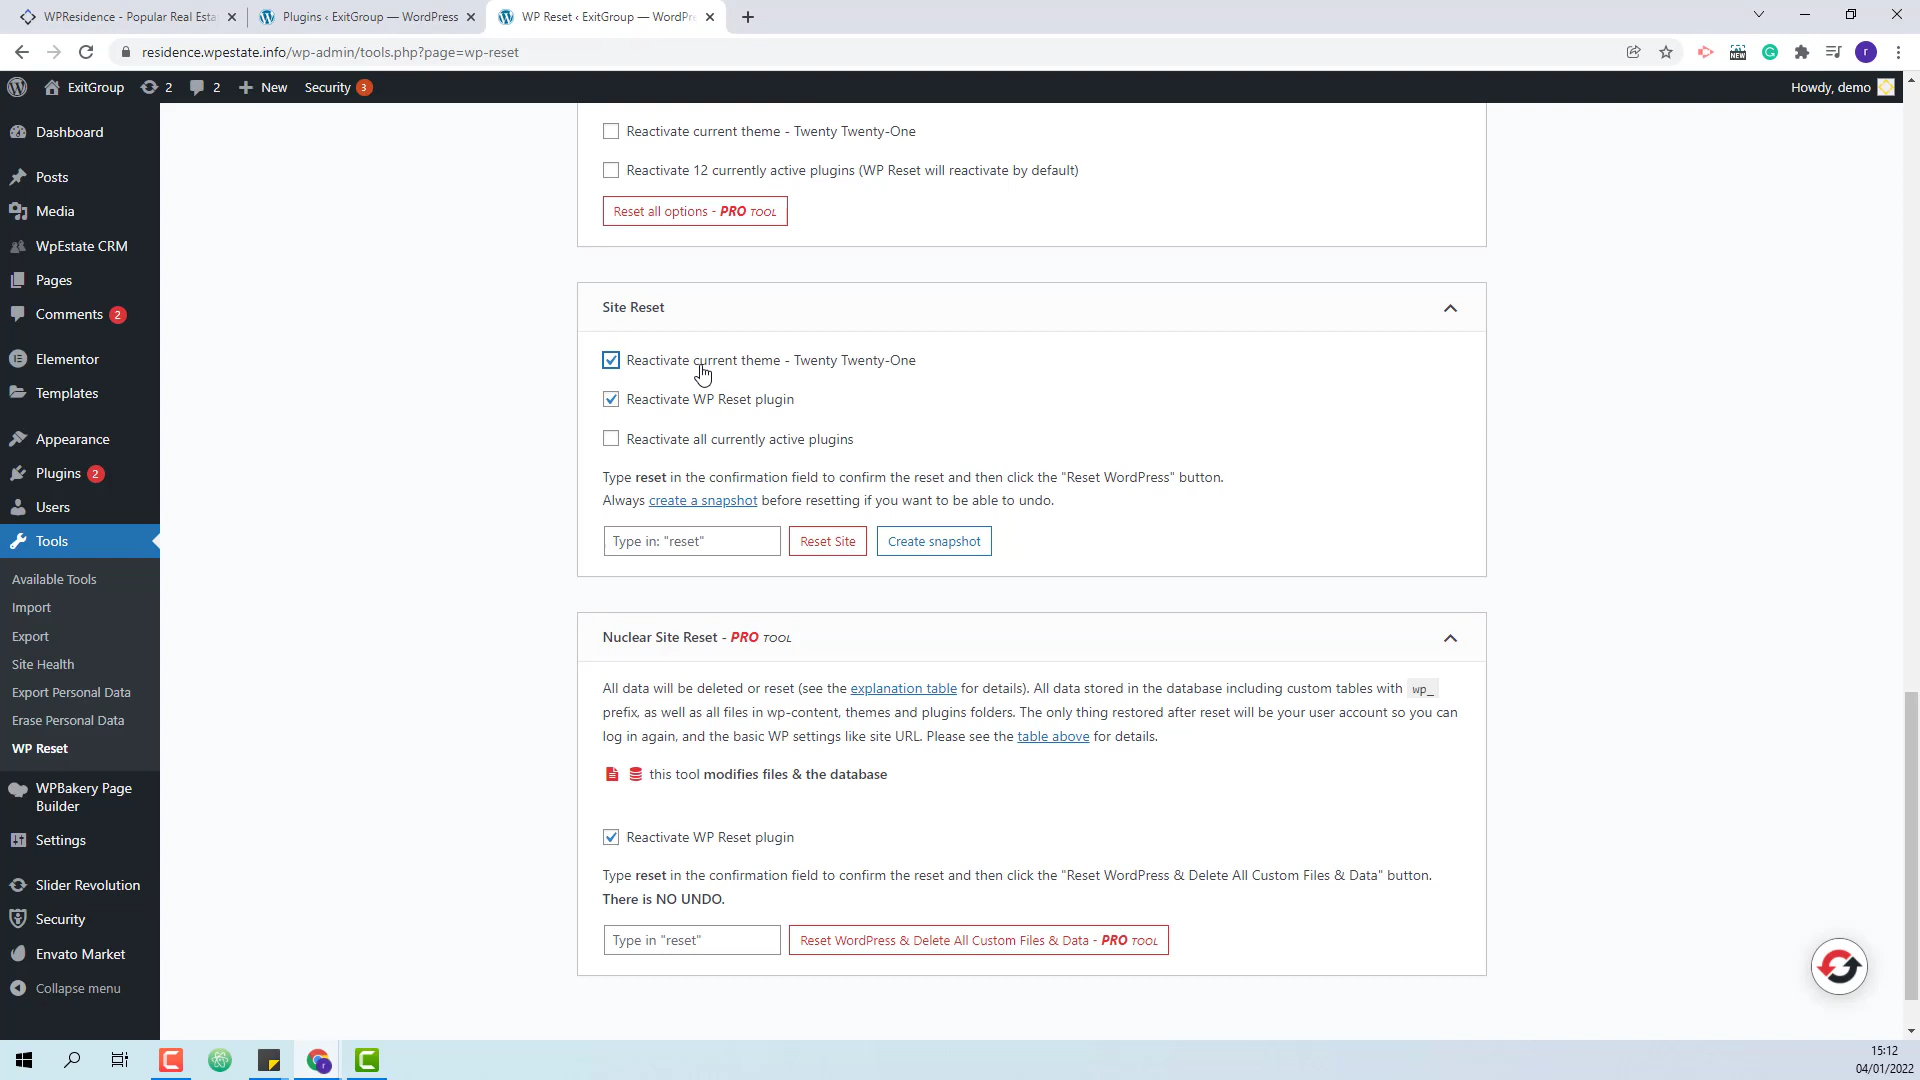 WPResidence - Popular Real Esta
Plugins ‹ ExitGroup — WordPress
WP Reset ‹ ExitGroup — WordPre
residence.wpestate.info/wp-admin/tools.php?page=wp-reset
NEW
r
ExitGroup
2
2
New
Security 3
Howdy, demo
Dashboard
Posts
Media
WpEstate CRM
Pages
Comments 2
Elementor
Templates
Appearance
Plugins 2
Users
Tools
Available Tools
Import
Export
Site Health
Export Personal Data
Erase Personal Data
WP Reset
WPBakery Page
Builder
Settings
Slider Revolution
Security
Envato Market
Collapse menu
Reactivate current theme - Twenty Twenty-One
Reactivate 12 currently active plugins (WP Reset will reactivate by default)
Reset all options - PRO TOOL
Site Reset
Reactivate current theme - Twenty Twenty-One
Reactivate WP Reset plugin
Reactivate all currently active plugins
Type reset in the confirmation field to confirm the reset and then click the "Reset WordPress" button.
Always create a snapshot before resetting if you want to be able to undo.
Type in: "reset"
Reset Site
Create snapshot
Nuclear Site Reset - PRO TOOL
All data will be deleted or reset (see the explanation table for details). All data stored in the database including custom tables with wp_
prefix, as well as all files in wp-content, themes and plugins folders. The only thing restored after reset will be your user account so you can
log in again, and the basic WP settings like site URL. Please see the table above for details.
this tool modifies files & the database
Reactivate WP Reset plugin
Type reset in the confirmation field to confirm the reset and then click the "Reset WordPress & Delete All Custom Files & Data" button.
There is NO UNDO.
Type in "reset"
Reset WordPress & Delete All Custom Files & Data - PRO TOOL
15:12
04/01/2022